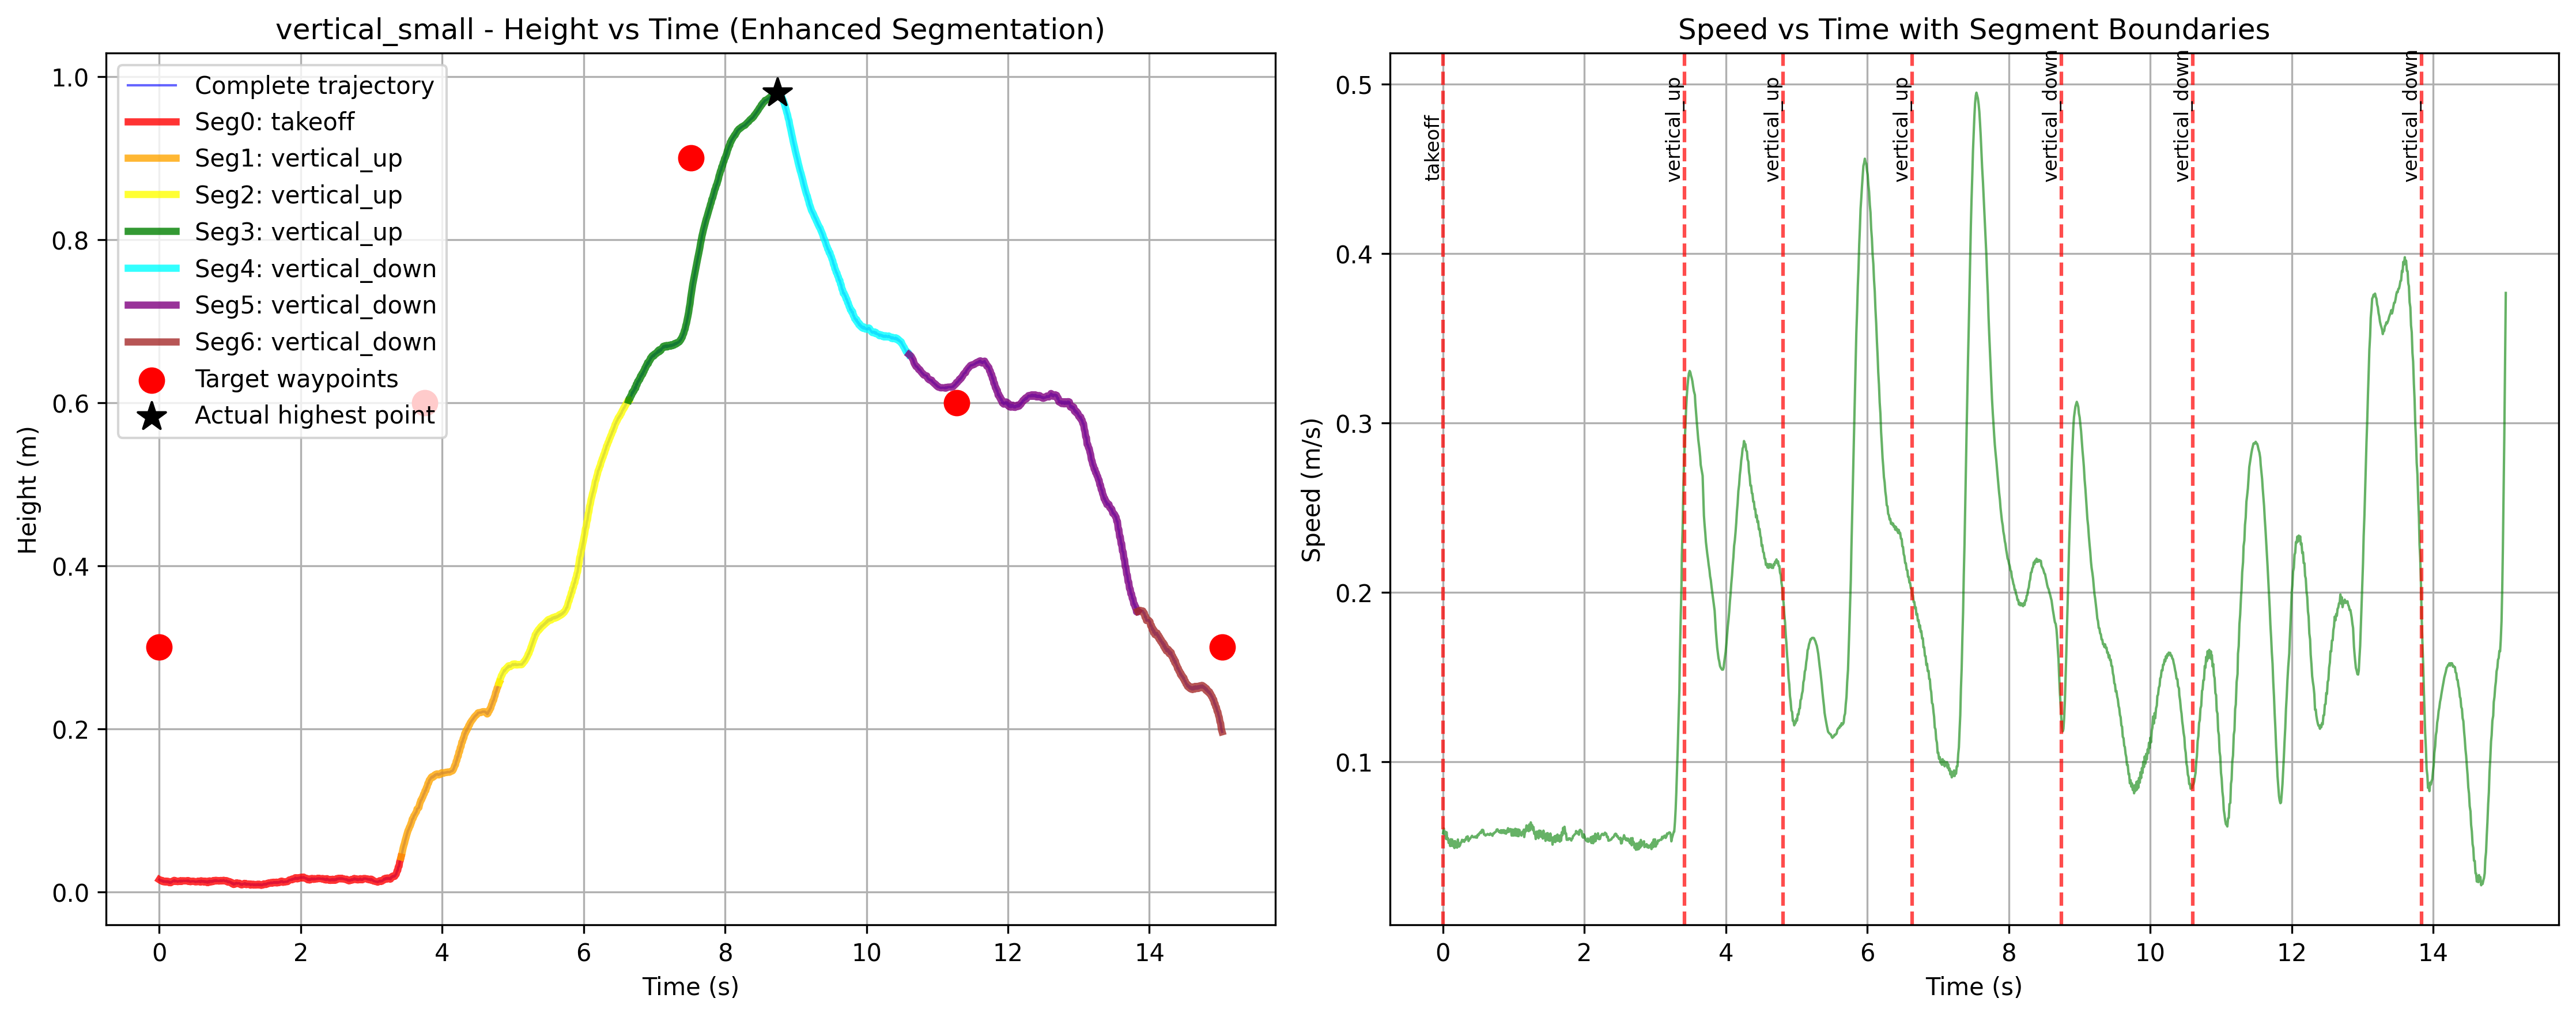 vertical_small - Height vs Time (Enhanced Segmentation)
Height (m)
1.0
0.8
0.6
0.4
0.2
0.0
Complete trajectory
Seg0: takeoff
Seg1: vertical_up
Seg2: vertical_up
Seg3: vertical_up
Seg4: vertical_down
Seg5: vertical_down
Seg6: vertical_down
Target waypoints
Actual highest point
0 2 4 6 8 10 12 14
Time (s)
Speed vs Time with Segment Boundaries
Speed (m/s)
0.5
0.4
0.3
0.2
0.1
takeoff
vertical_up
vertical_up
vertical_up
vertical_down
vertical_down
vertical_down
0 2 4 6 8 10 12 14
Time (s)